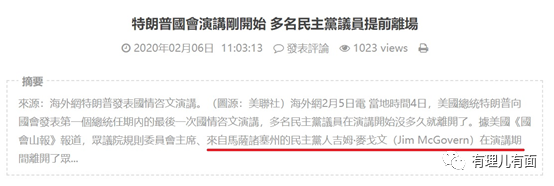 特朗普國會演講剛開始 多名民主黨議員提前離場
2020年02月06日 11:03:13 發表評論 1023 views
摘要
來源：海外網特朗普發表國情咨文演講。（圖源：美聯社）海外網2月5日電 當地時間4日，美國總統特朗普向
國會發表第一個總統任期內的最後一次國情咨文演講，多名民主黨議員在演講開始沒多久就離開了。據美國《國
會山報》報道，眾議院規則委員會主席、來自馬薩諸塞州的民主黨人吉姆·麥戈文（Jim McGovern）在演講期
間離開了眾...
有理儿有面